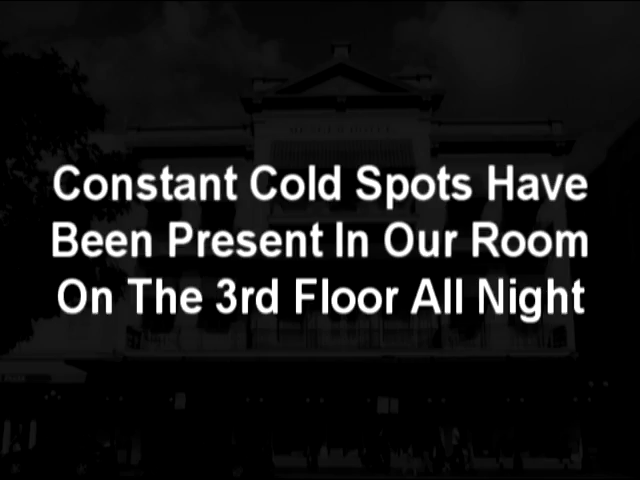 Constant Cold Spots Have
Been Present In Our Room
On The 3rd Floor All Night